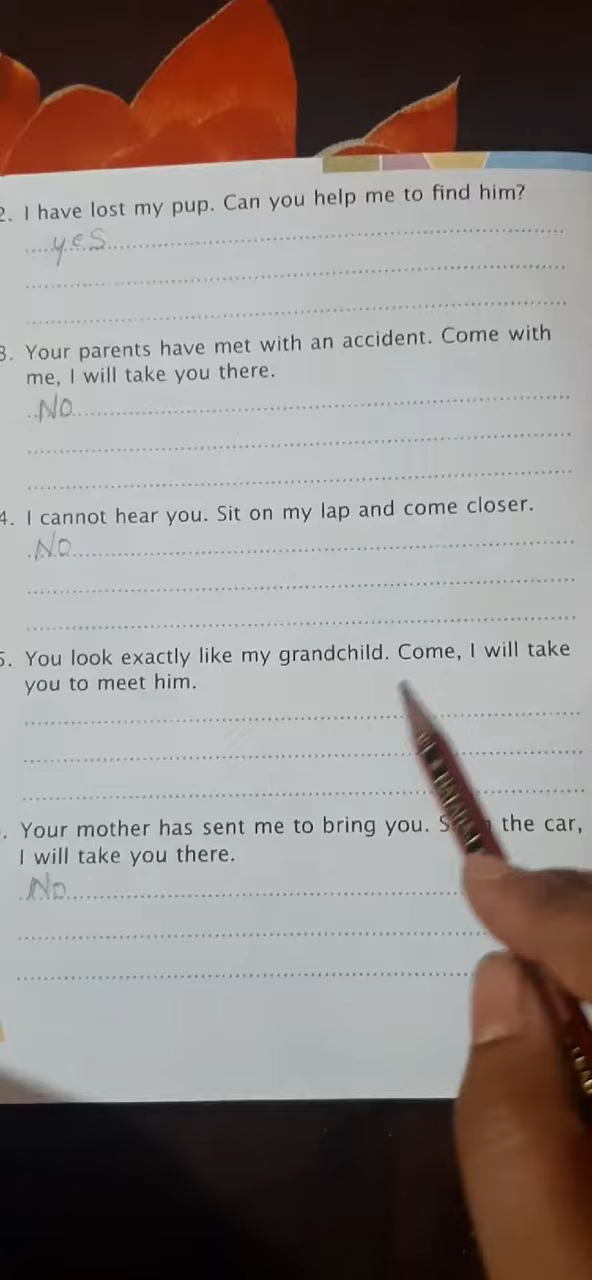 2. I have lost my pup. Can you help me to find him?
yes
3. Your parents have met with an accident. Come with
me, I will take you there.
NO
4. I cannot hear you. Sit on my lap and come closer.
NO
5. You look exactly like my grandchild. Come, I will take
you to meet him.
. Your mother has sent me to bring you. the car,
I will take you there.
No